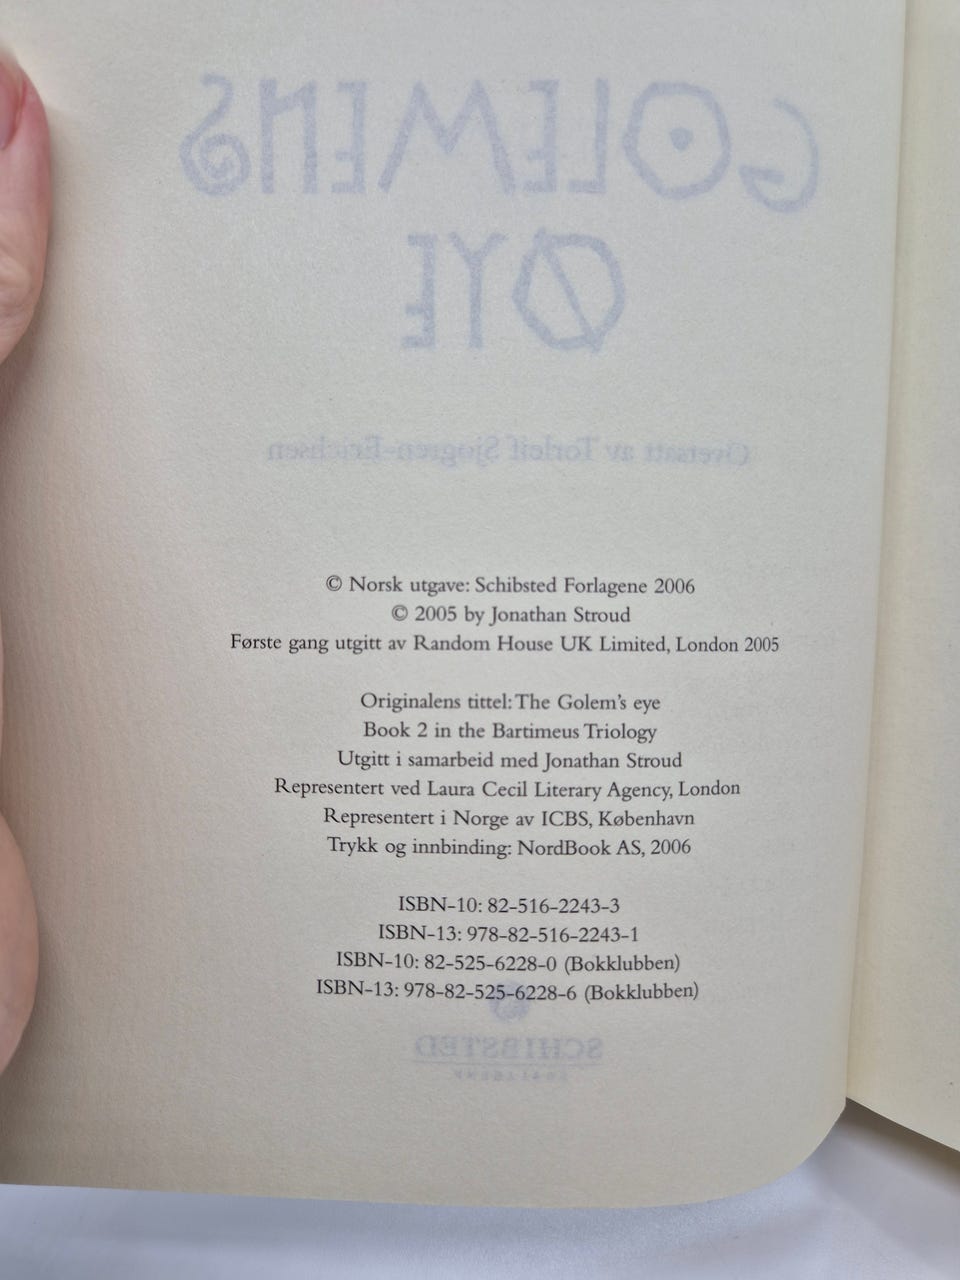 GOLEMENS
ØYE
Oversatt av Torleif Sjøgren-Erichsen
© Norsk utgave: Schibsted Forlagene 2006
© 2005 by Jonathan Stroud
Første gang utgitt av Random House UK Limited, London 2005
Originalens tittel: The Golem's eye
Book 2 in the Bartimeus Triology
Utgitt i samarbeid med Jonathan Stroud
Representert ved Laura Cecil Literary Agency, London
Representert i Norge av ICBS, København
Trykk og innbinding: NordBook AS, 2006
ISBN-10: 82-516-2243-3
ISBN-13: 978-82-516-2243-1
ISBN-10: 82-525-6228-0 (Bokklubben)
ISBN-13: 978-82-525-6228-6 (Bokklubben)
SCHIBSTED
FORLAGENE